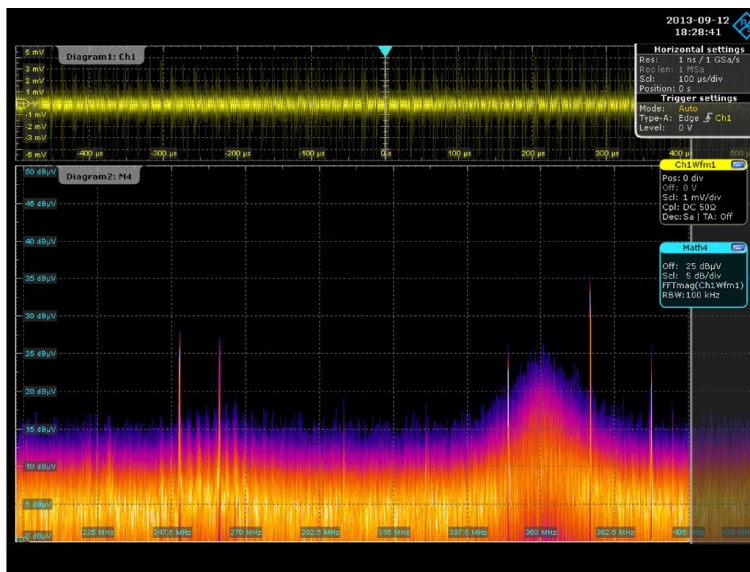 2013-09-12
18:28:41
Diagram1: Ch1
5 mV
3 mV
2 mV
1 mV
-1 mV
-2 mV
-3 mV
-5 mV
-400 µs
-300 µs
-200 µs
-100 µs
0 s
100 µs
200 µs
300 µs
Horizontal settings
Res: 1 ns / 1 GSa/s
Rec len: 1 MSa
Scl: 100 µs/div
Position: 0 s
Trigger settings
Mode: Auto
Type-A: Edge Ch1
Level: 0 V
Diagram2: M4
50 dBµV
45 dBµV
40 dBµV
35 dBµV
30 dBµV
25 dBµV
20 dBµV
15 dBµV
10 dBµV
5 dBµV
0 dBµV
225 MHz
247.5 MHz
270 MHz
292.5 MHz
315 MHz
337.5 MHz
360 MHz
382.5 MHz
405 MHz
Ch1Wfm1
Pos: 0 div
Off: 0 V
Scl: 1 mV/div
Cpl: DC 50Ω
Dec: Sa | TA: Off
Math4
Off: 25 dBµV
Scl: 5 dB/div
FFTmag(Ch1Wfm1)
RBW: 100 kHz